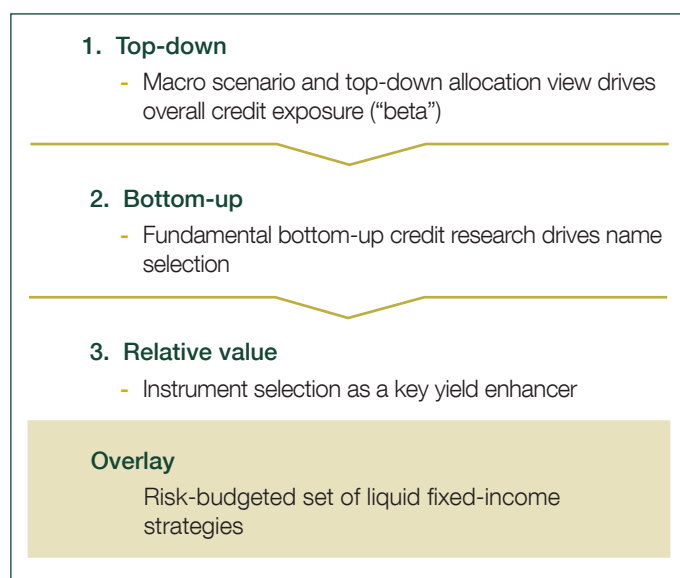 1. Top-down
- Macro scenario and top-down allocation view drives
overall credit exposure (“beta”)
2. Bottom-up
- Fundamental bottom-up credit research drives name
selection
3. Relative value
- Instrument selection as a key yield enhancer
Overlay
Risk-budgeted set of liquid fixed-income
strategies